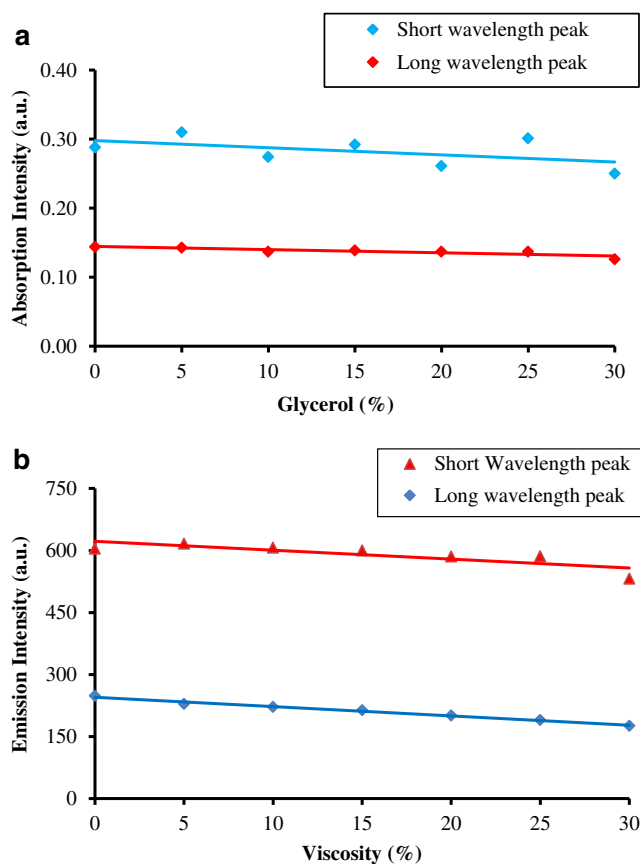 a
Short wavelength peak
Long wavelength peak
Absorption Intensity (a.u.)
0.40
0.30
0.20
0.10
0.00
0 5 10 15 20 25 30
Glycerol (%)
b
Short Wavelength peak
Long wavelength peak
Emission Intensity (a.u.)
750
600
450
300
150
0
0 5 10 15 20 25 30
Viscosity (%)